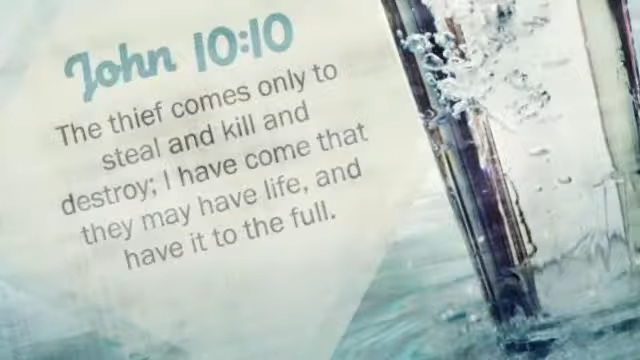 John 10:10
The thief comes only to
steal and kill and
destroy; I have come that
they may have life, and
have it to the full.